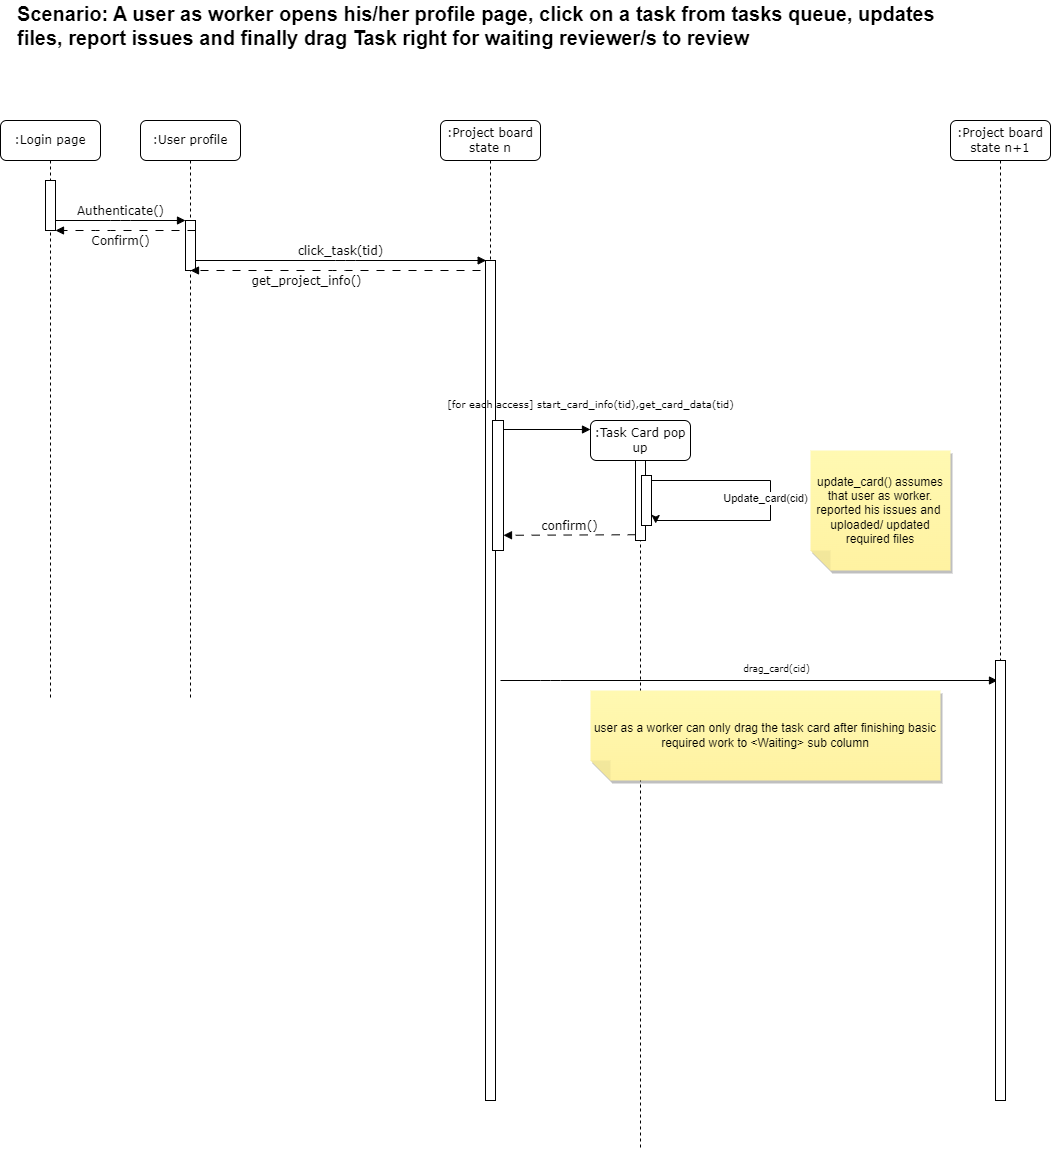 Scenario: A user as worker opens his/her profile page, click on a task from tasks queue, updates
files, report issues and finally drag Task right for waiting reviewer/s to review
:Login page
:User profile
:Project board
state n
:Project board
state n+1
Authenticate()
Confirm()
click_task(tid)
get_project_info()
[for each access] start_card_info(tid),get_card_data(tid)
:Task Card pop
up
update_card() assumes
that user as worker.
reported his issues and
uploaded/ updated
required files
Update_card(cid)
confirm()
drag_card(cid)
user as a worker can only drag the task card after finishing basic
required work to <Waiting> sub column